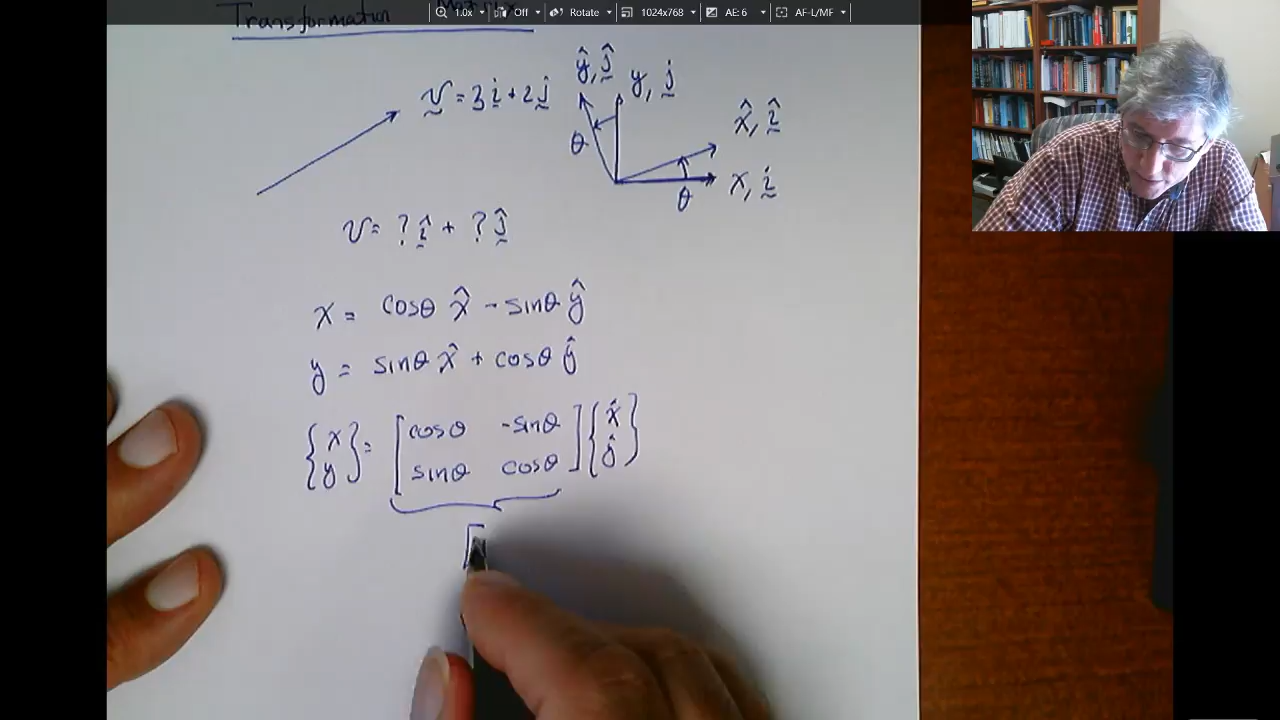 1.0x Off Rotate 1024x768 AE: 6 AF-L/MF
Transformation Matrix
v = 3i + 2j
ŷ, ĵ
y, j
x̂, î
x, i
θ
θ
v = ? î + ? ĵ
x = cosθ x̂ - sinθ ŷ
y = sinθ x̂ + cosθ ŷ
{x y} = [cosθ -sinθ
sinθ cosθ] {x̂ ŷ}
[